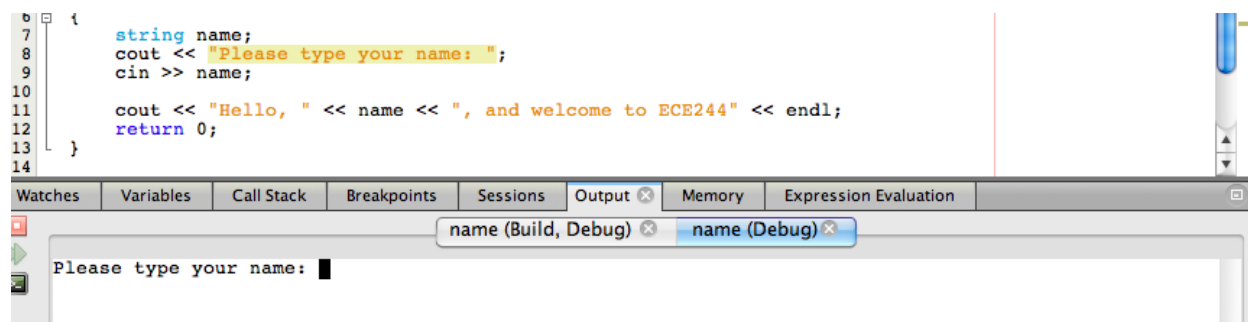 6 {
7 string name;
8 cout << "Please type your name: ";
9 cin >> name;
10
11 cout << "Hello, " << name << ", and welcome to ECE244" << endl;
12 return 0;
13 }
14
Watches Variables Call Stack Breakpoints Sessions Output Memory Expression Evaluation
name (Build, Debug) name (Debug)
Please type your name: